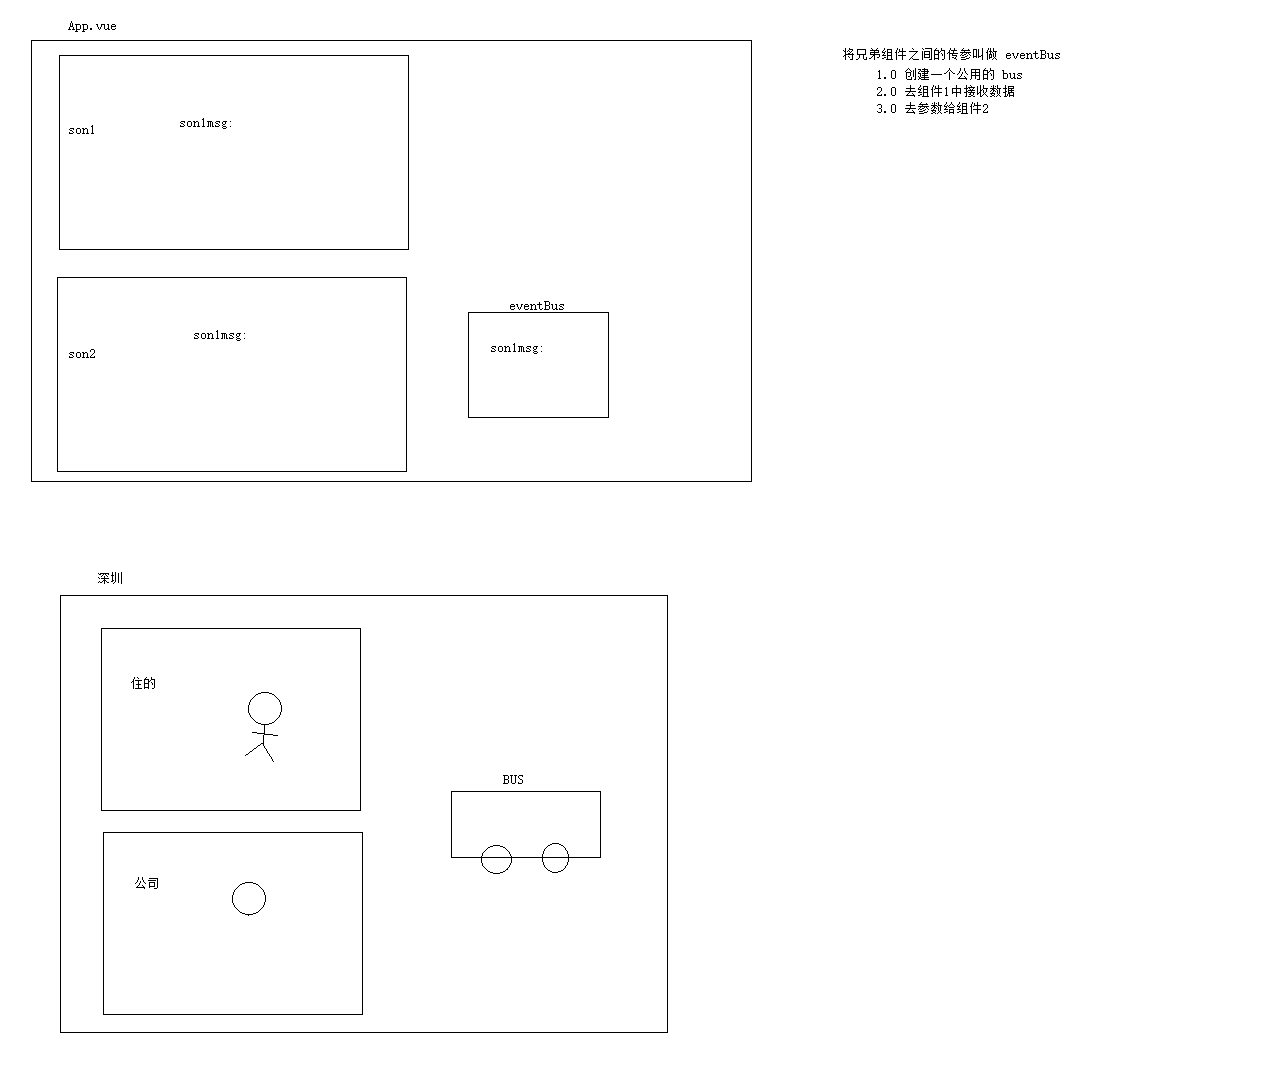 App.vue
将兄弟组件之间的传参叫做 eventBus
1.0 创建一个公用的 bus
2.0 去组件1中接收数据
3.0 去参数给组件2
son1
son1msg:
eventBus
son1msg:
son1msg:
son2
深圳
住的
BUS
公司